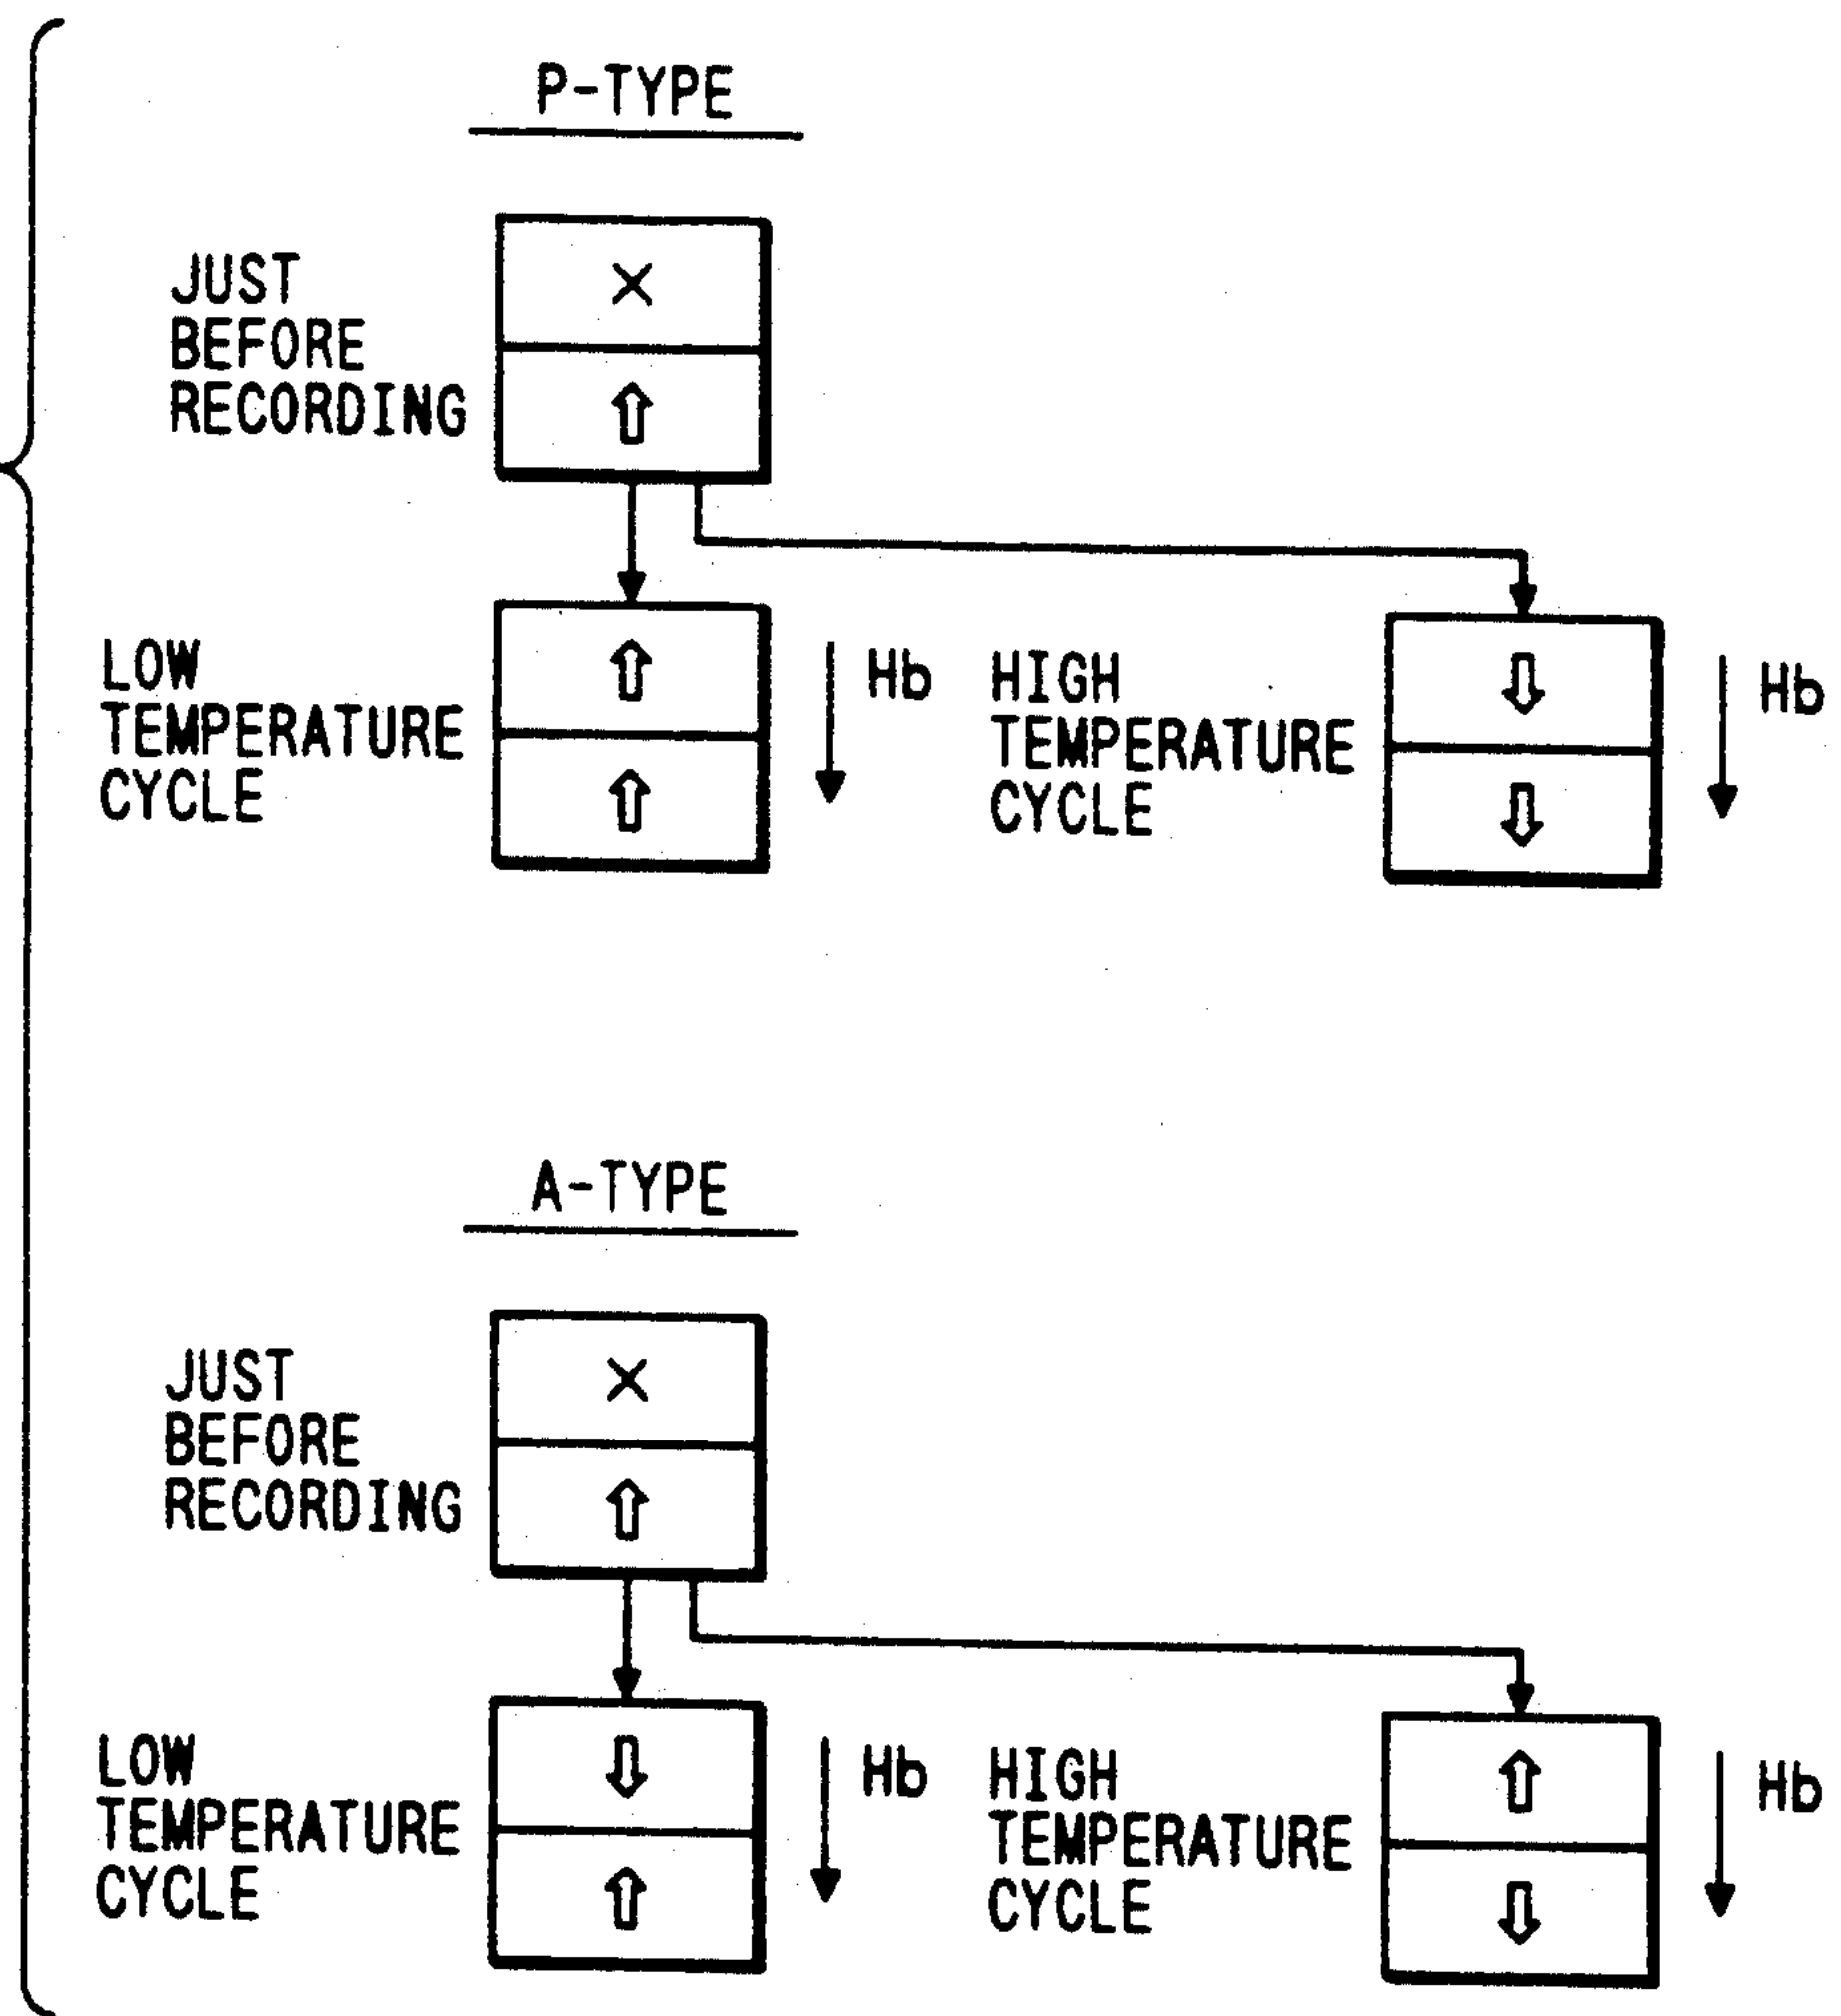 P-TYPE
JUST
BEFORE
RECORDING
LOW
TEMPERATURE
CYCLE
Hb
HIGH
TEMPERATURE
CYCLE
Hb
A-TYPE
JUST
BEFORE
RECORDING
LOW
TEMPERATURE
CYCLE
Hb
HIGH
TEMPERATURE
CYCLE
Hb